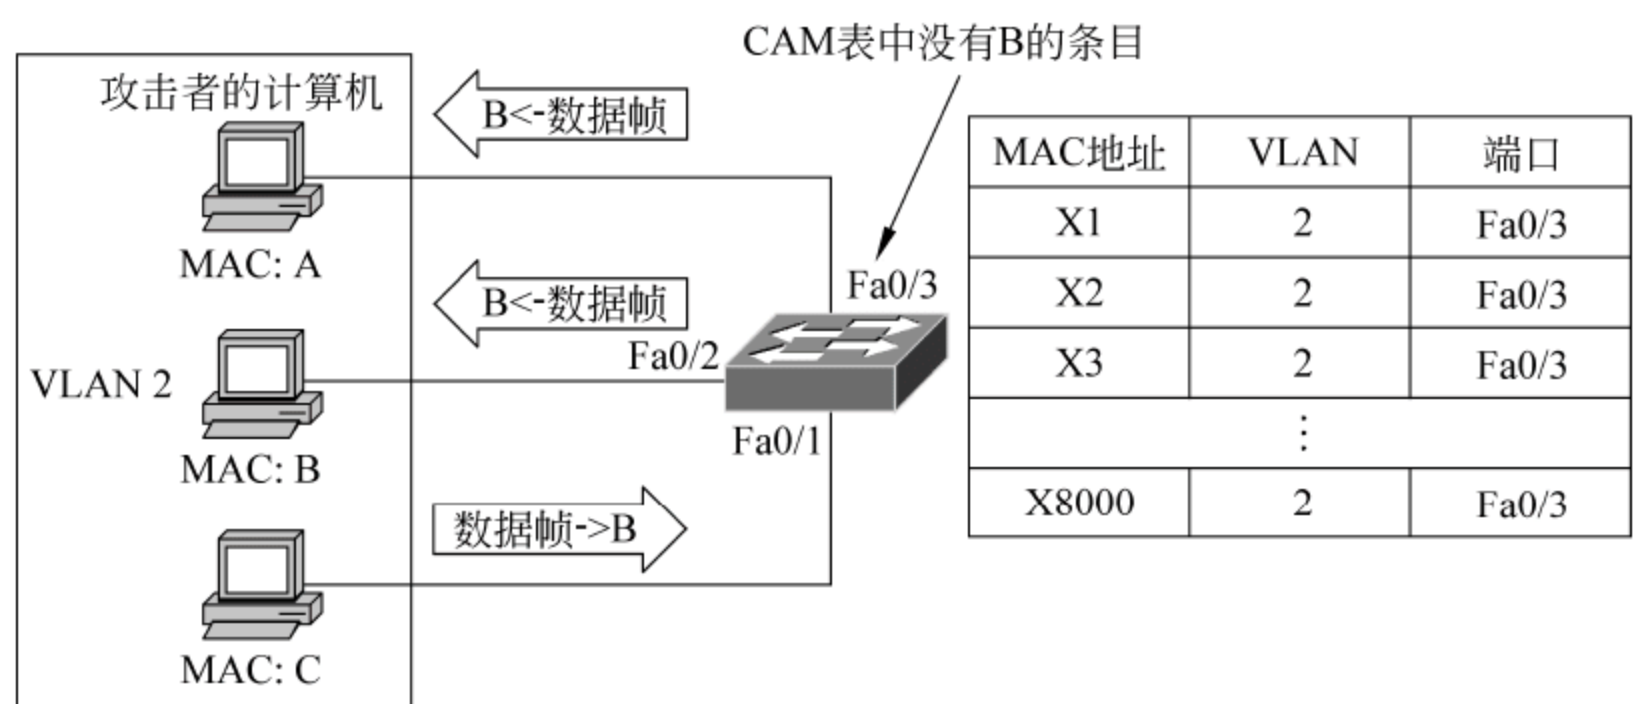 CAM表中没有B的条目
攻击者的计算机
B<-数据帧
MAC: A
B<-数据帧
Fa0/3
Fa0/2
VLAN 2
MAC: B
Fa0/1
数据帧->B
MAC: C
MAC地址 VLAN 端口
X1 2 Fa0/3
X2 2 Fa0/3
X3 2 Fa0/3
⋮
X8000 2 Fa0/3